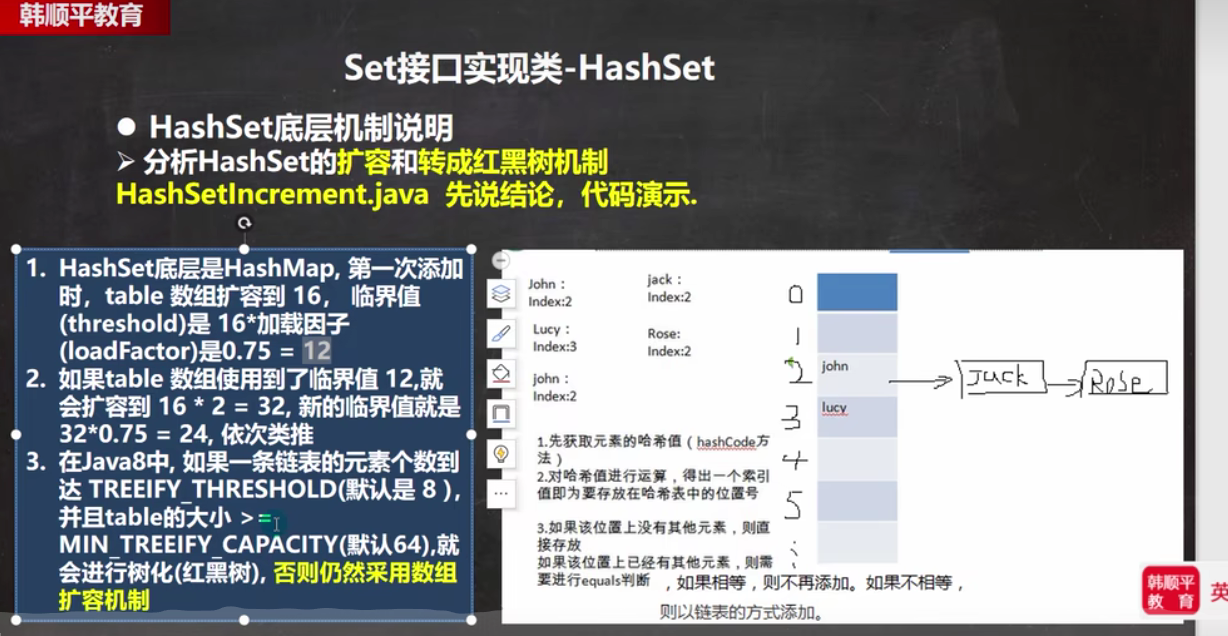 韩顺平教育
Set接口实现类-HashSet
● HashSet底层机制说明
➢ 分析HashSet的扩容和转成红黑树机制
HashSetIncrement.java 先说结论，代码演示.
1. HashSet底层是HashMap, 第一次添加
时，table 数组扩容到 16， 临界值
(threshold)是 16*加载因子
(loadFactor)是0.75 = 12
2. 如果table 数组使用到了临界值 12,就
会扩容到 16 * 2 = 32, 新的临界值就是
32*0.75 = 24, 依次类推
3. 在Java8中, 如果一条链表的元素个数到
达 TREEIFY_THRESHOLD(默认是 8 ),
并且table的大小 >=
MIN_TREEIFY_CAPACITY(默认64),就
会进行树化(红黑树), 否则仍然采用数组
扩容机制
John：
Index:2
jack：
Index:2
Lucy：
Index:3
Rose:
Index:2
john：
Index:2
1.先获取元素的哈希值（hashCode方
法）
2.对哈希值进行运算，得出一个索引
值即为要存放在哈希表中的位置号
3.如果该位置上没有其他元素，则直
接存放
如果该位置上已经有其他元素，则需
要进行equals判断 ，如果相等，则不再添加。如果不相等，
则以链表的方式添加。
0
1
2 john Jack Rose
3 lucy
4
5
韩顺平
教 育
英